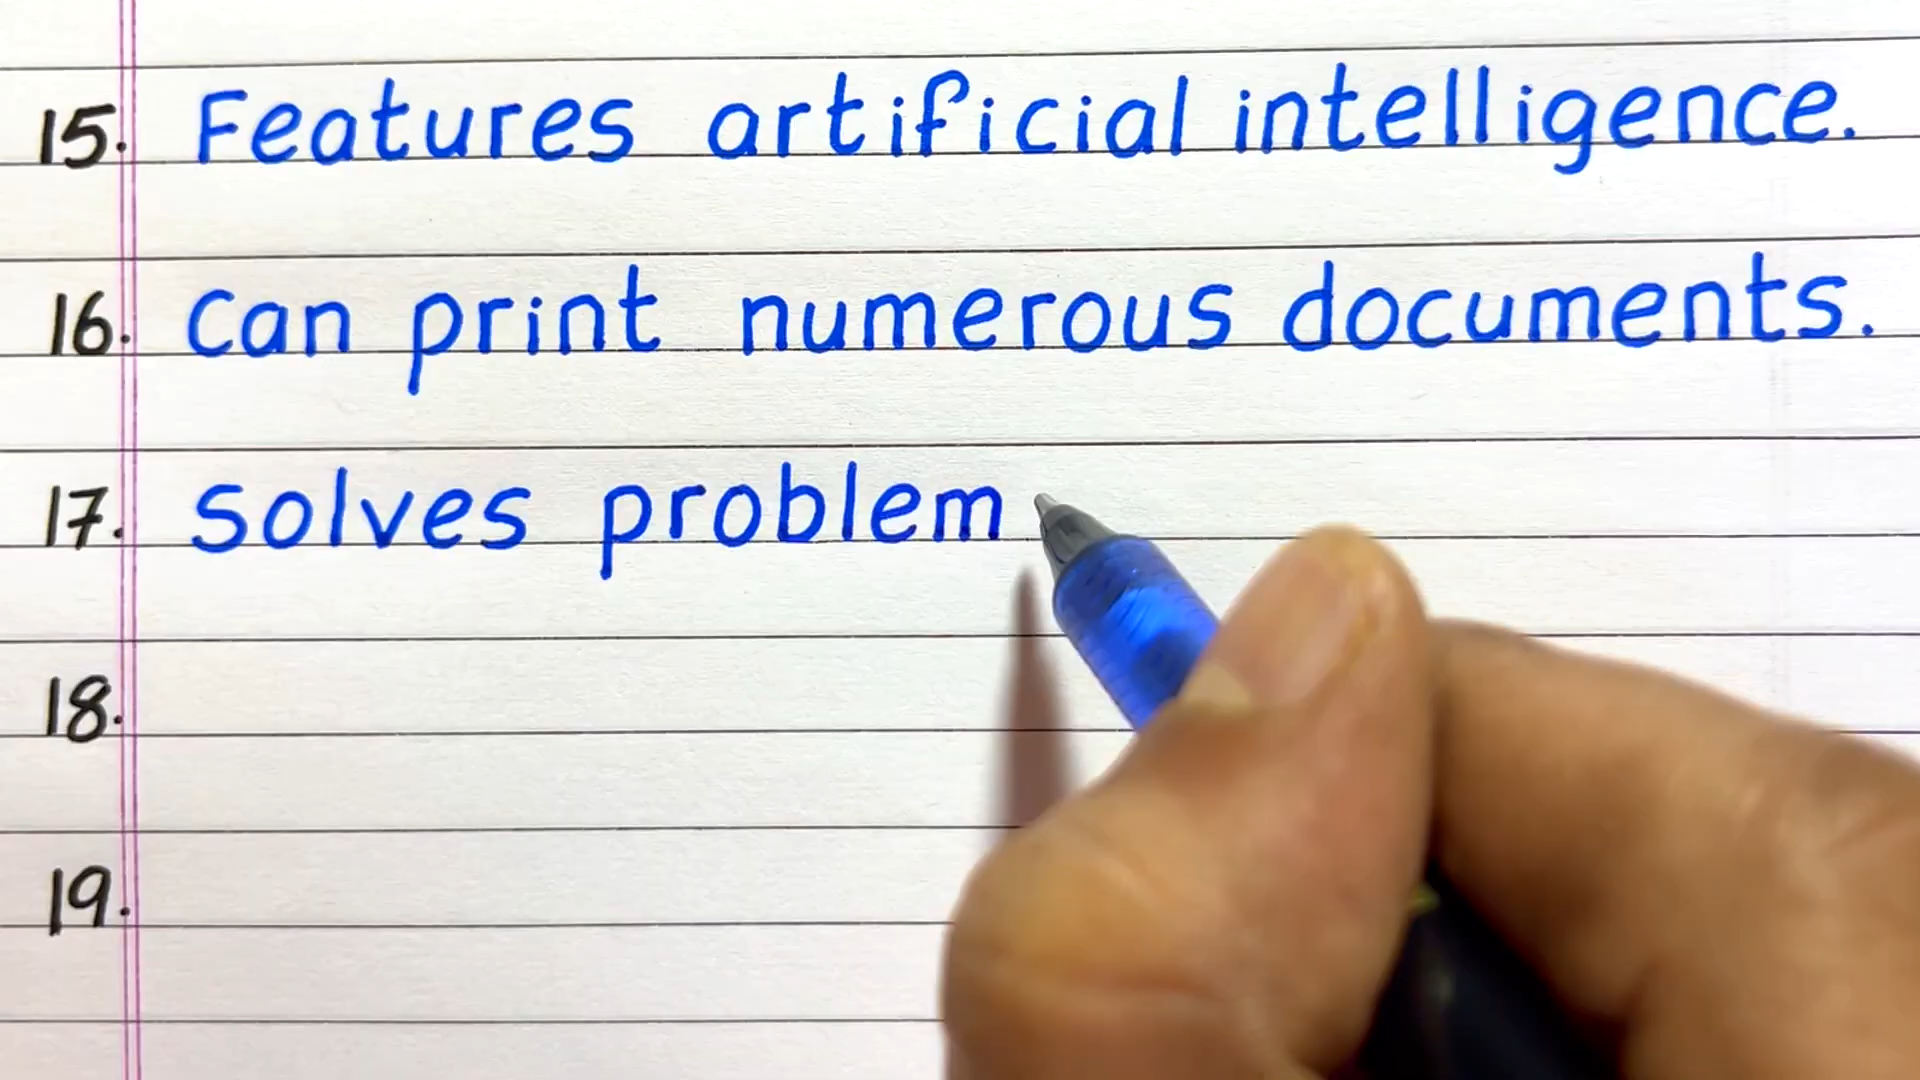 15. Features artificial intelligence.
16. Can print numerous documents.
17. Solves problem
18.
19.